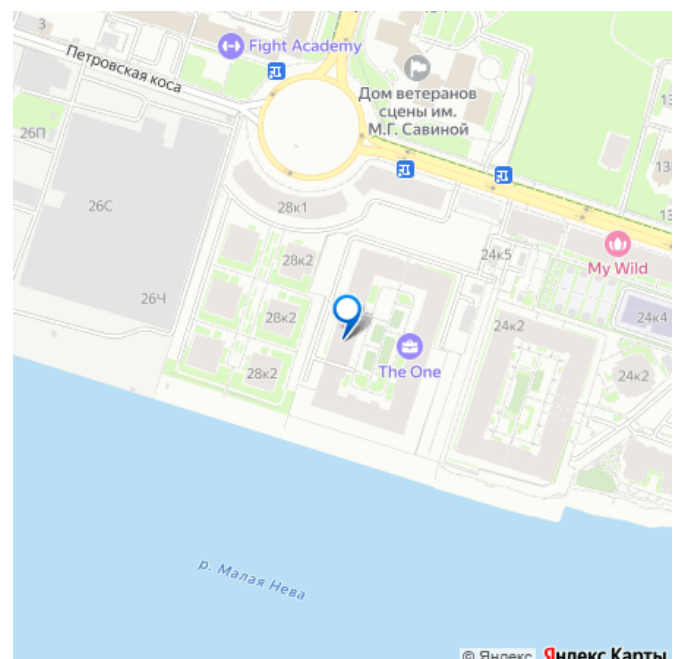 3
Fight Academy
Петровская коса
Дом ветеранов
сцены им.
М.Г. Савиной
26П
13
26С
28к1
13
24к5
My Wild
28к2
26Ч
28к2
24к2
24к4
The One
28к2
24к2
р. Малая Нева
© Яндекс Яндекс Карты